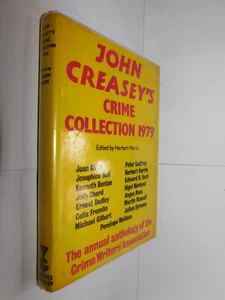 JOHN
CREASEY'S
CRIME
COLLECTION 1979
Edited by Herbert Harris
Joan
Josephine Bell
Kenneth Benton
Judy Chard
Ernest Dudley
Celia Fremlin
Michael Gilbert
Peter Godfrey
Herbert Harris
Edward D. Hoch
Nigel Morland
Angus Ross
Martin Russell
Julian Symons
Penelope Wallace
The annual anthology of the
Crime Writers' Association